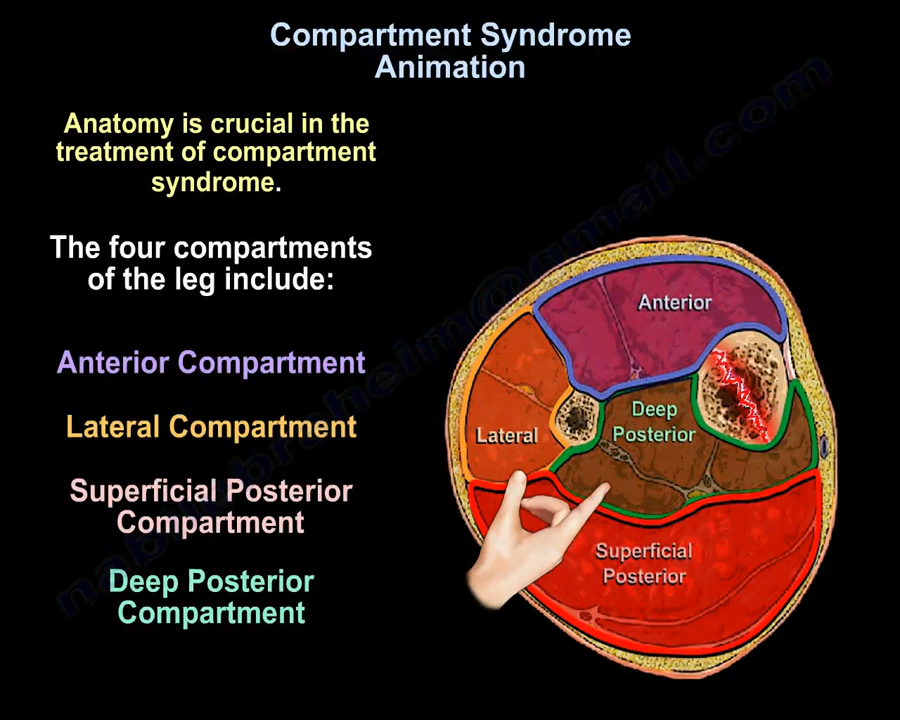 Compartment Syndrome
Animation
Anatomy is crucial in the
treatment of compartment
syndrome.
The four compartments
of the leg include:
Anterior Compartment
Lateral Compartment
Superficial Posterior
Compartment
Deep Posterior
Compartment
Anterior
Deep
Posterior
Lateral
Superficial
Posterior